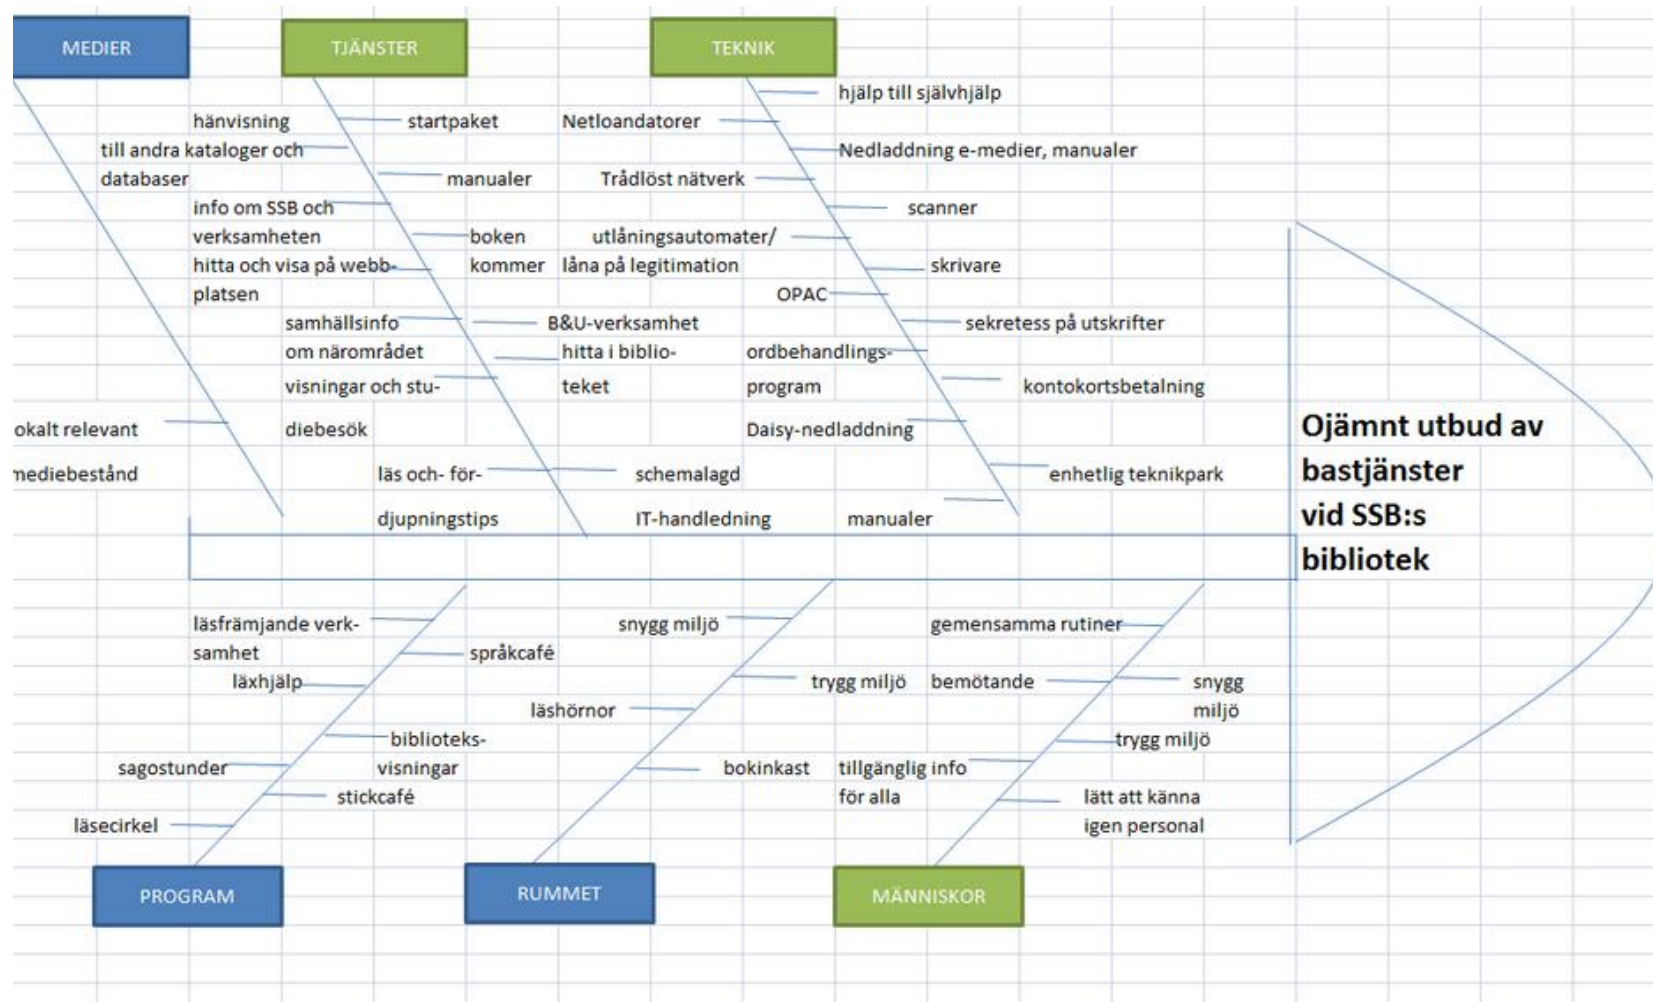 MEDIER
TJÄNSTER
TEKNIK
hjälp till självhjälp
hänvisning
till andra kataloger och
databaser
startpaket
Netloandatorer
Nedladdning e-medier, manualer
manualer
Trådlöst nätverk
info om SSB och
verksamheten
scanner
boken
kommer
utlåningsautomater/
låna på legitimation
hitta och visa på webb-
platsen
skrivare
OPAC
samhällsinfo
om närområdet
B&U-verksamhet
sekretess på utskrifter
hitta i biblio-
teket
ordbehandlings-
program
visningar och stu-
diebesök
kontokortsbetalning
okalt relevant
mediebestånd
Daisy-nedladdning
läs och- för-
djupningstips
schemalagd
IT-handledning
enhetlig teknikpark
manualer
Ojämnt utbud av
bastjänster
vid SSB:s
bibliotek
läsfrämjande verk-
samhet
språkcafé
läxhjälp
biblioteks-
visningar
sagostunder
stickcafé
läsecirkel
snygg miljö
trygg miljö
läshörnor
bokinkast
gemensamma rutiner
bemötande
snygg
miljö
trygg miljö
tillgänglig info
för alla
lätt att känna
igen personal
PROGRAM
RUMMET
MÄNNISKOR